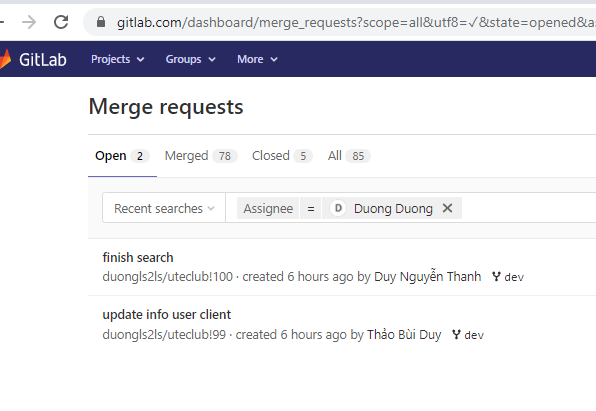 gitlab.com/dashboard/merge_requests?scope=all&utf8=✓&state=opened&as
GitLab Projects Groups More
Merge requests
Open 2 Merged 78 Closed 5 All 85
Recent searches Assignee = D Duong Duong
finish search
duongls2ls/uteclub!100 · created 6 hours ago by Duy Nguyễn Thanh dev
update info user client
duongls2ls/uteclub!99 · created 6 hours ago by Thảo Bùi Duy dev